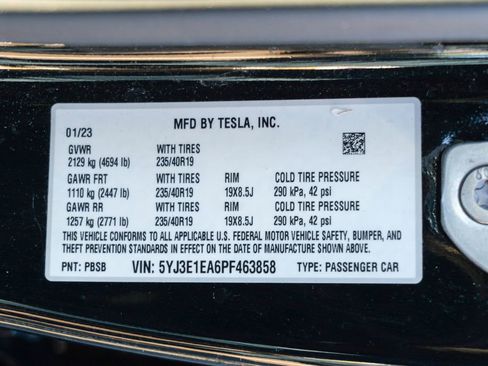 MFD BY TESLA, INC.
01/23
GVWR WITH TIRES
2129 kg (4694 lb) 235/40R19
GAWR FRT WITH TIRES RIM COLD TIRE PRESSURE
1110 kg (2447 lb) 235/40R19 19X8.5J 290 kPa, 42 psi
GAWR RR WITH TIRES RIM COLD TIRE PRESSURE
1257 kg (2771 lb) 235/40R19 19X8.5J 290 kPa, 42 psi
THIS VEHICLE CONFORMS TO ALL APPLICABLE U.S. FEDERAL MOTOR VEHICLE SAFETY, BUMPER, AND
THEFT PREVENTION STANDARDS IN EFFECT ON THE DATE OF MANUFACTURE SHOWN ABOVE.
PNT: PBSB VIN: 5YJ3E1EA6PF463858 TYPE: PASSENGER CAR